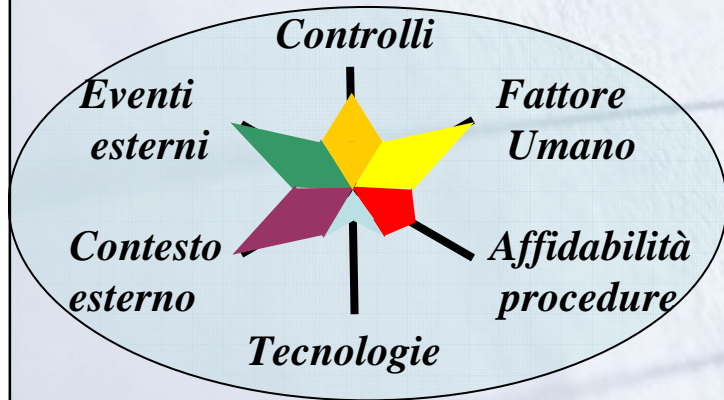 Controlli
Eventi
esterni
Fattore
Umano
Contesto
esterno
Affidabilità
procedure
Tecnologie